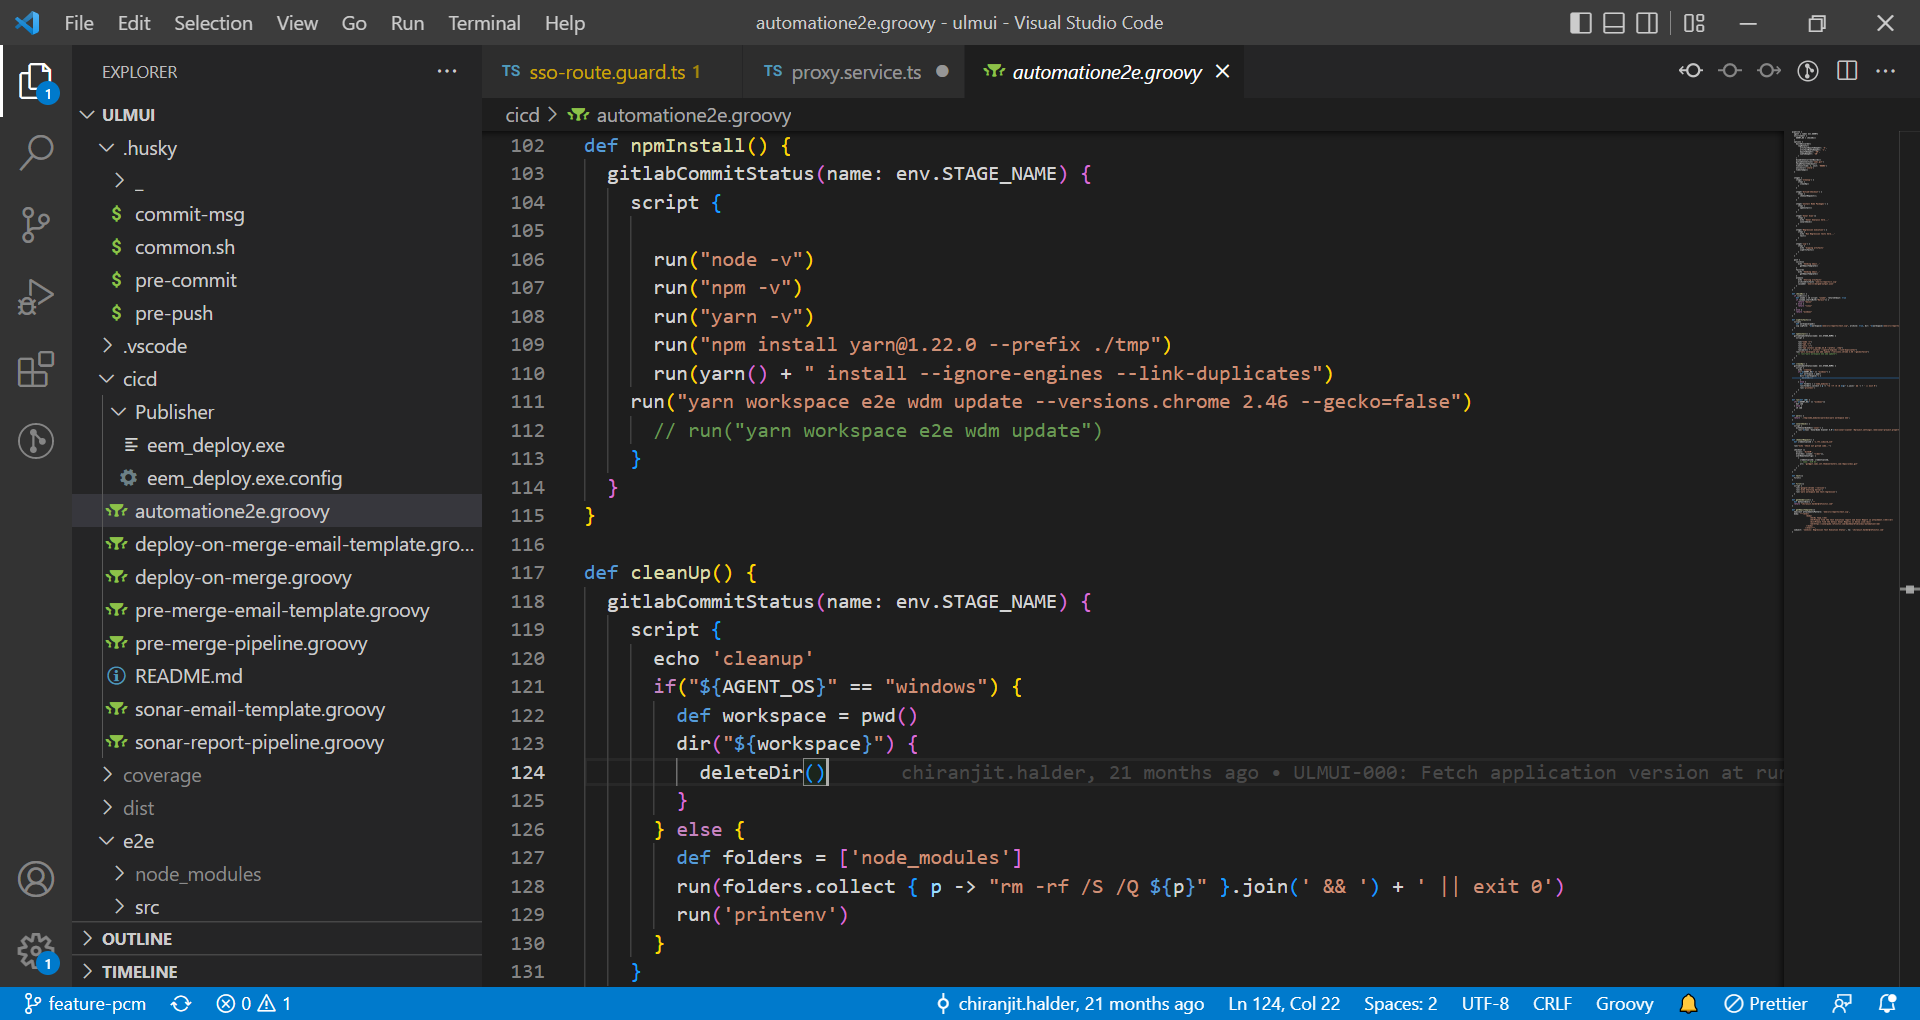 File Edit Selection View Go Run Terminal Help
automatione2e.groovy - ulmui - Visual Studio Code
1
EXPLORER
TS sso-route.guard.ts 1
TS proxy.service.ts
automatione2e.groovy
ULMUI
.husky
_
$ commit-msg
$ common.sh
$ pre-commit
$ pre-push
.vscode
cicd
Publisher
eem_deploy.exe
eem_deploy.exe.config
automatione2e.groovy
deploy-on-merge-email-template.gro...
deploy-on-merge.groovy
pre-merge-email-template.groovy
pre-merge-pipeline.groovy
README.md
sonar-email-template.groovy
sonar-report-pipeline.groovy
coverage
dist
e2e
node_modules
src
OUTLINE
TIMELINE
1
cicd > automatione2e.groovy
102 def npmInstall() {
103 gitlabCommitStatus(name: env.STAGE_NAME) {
104 script {
105
106 run("node -v")
107 run("npm -v")
108 run("yarn -v")
109 run("npm install yarn@1.22.0 --prefix ./tmp")
110 run(yarn() + " install --ignore-engines --link-duplicates")
111 run("yarn workspace e2e wdm update --versions.chrome 2.46 --gecko=false")
112 // run("yarn workspace e2e wdm update")
113 }
114 }
115 }
116
117 def cleanUp() {
118 gitlabCommitStatus(name: env.STAGE_NAME) {
119 script {
120 echo 'cleanup'
121 if("${AGENT_OS}" == "windows") {
122 def workspace = pwd()
123 dir("${workspace}") {
124 deleteDir() chiranjit.halder, 21 months ago • ULMUI-000: Fetch application version at run
125 }
126 } else {
127 def folders = ['node_modules']
128 run(folders.collect { p -> "rm -rf /S /Q ${p}" }.join(' && ') + ' || exit 0')
129 run('printenv')
130 }
131 }
feature-pcm 0 1 chiranjit.halder, 21 months ago Ln 124, Col 22 Spaces: 2 UTF-8 CRLF Groovy Prettier